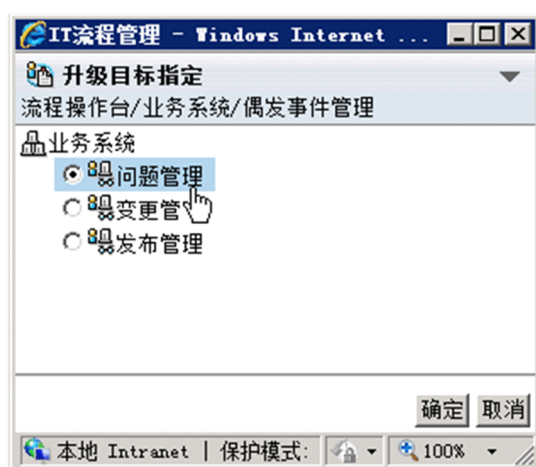 IT流程管理 - Windows Internet ...
升级目标指定
流程操作台/业务系统/偶发事件管理
业务系统
问题管理
变更管
发布管理
确定 取消
本地 Intranet | 保护模式: 100%